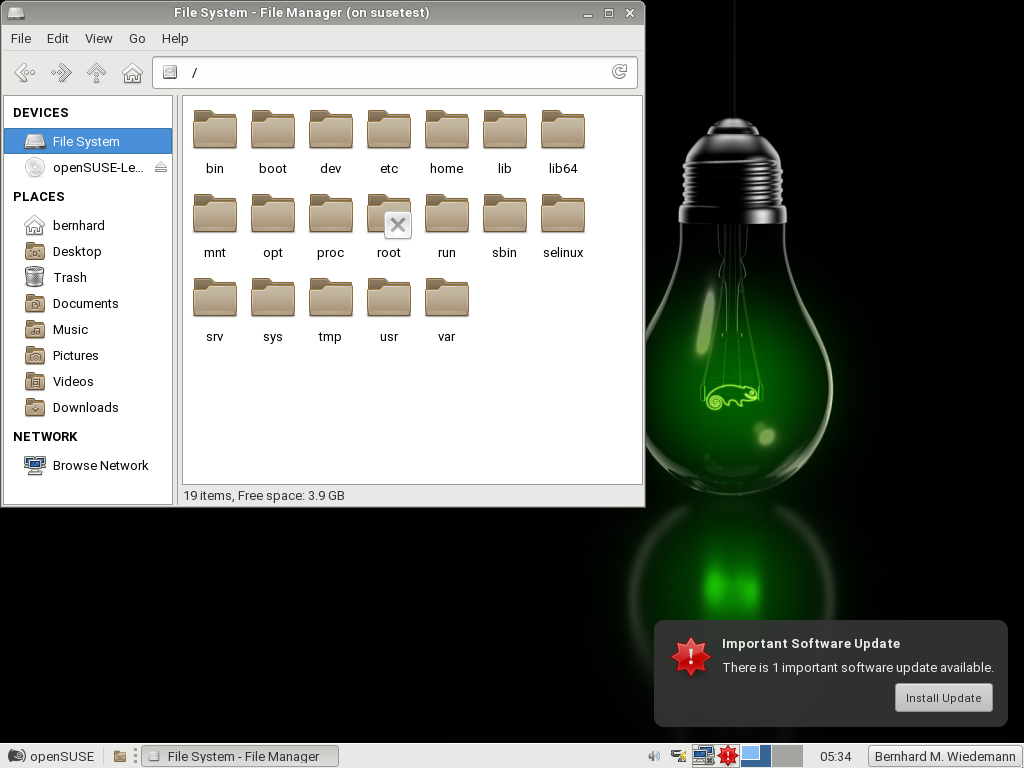 File System - File Manager (on susetest)
File Edit View Go Help
/
DEVICES
File System
openSUSE-Le...
PLACES
bernhard
Desktop
Trash
Documents
Music
Pictures
Videos
Downloads
NETWORK
Browse Network
bin boot dev etc home lib lib64
mnt opt proc root run sbin selinux
srv sys tmp usr var
19 items, Free space: 3.9 GB
Important Software Update
There is 1 important software update available.
Install Update
openSUSE File System - File Manager 05:34 Bernhard M. Wiedemann